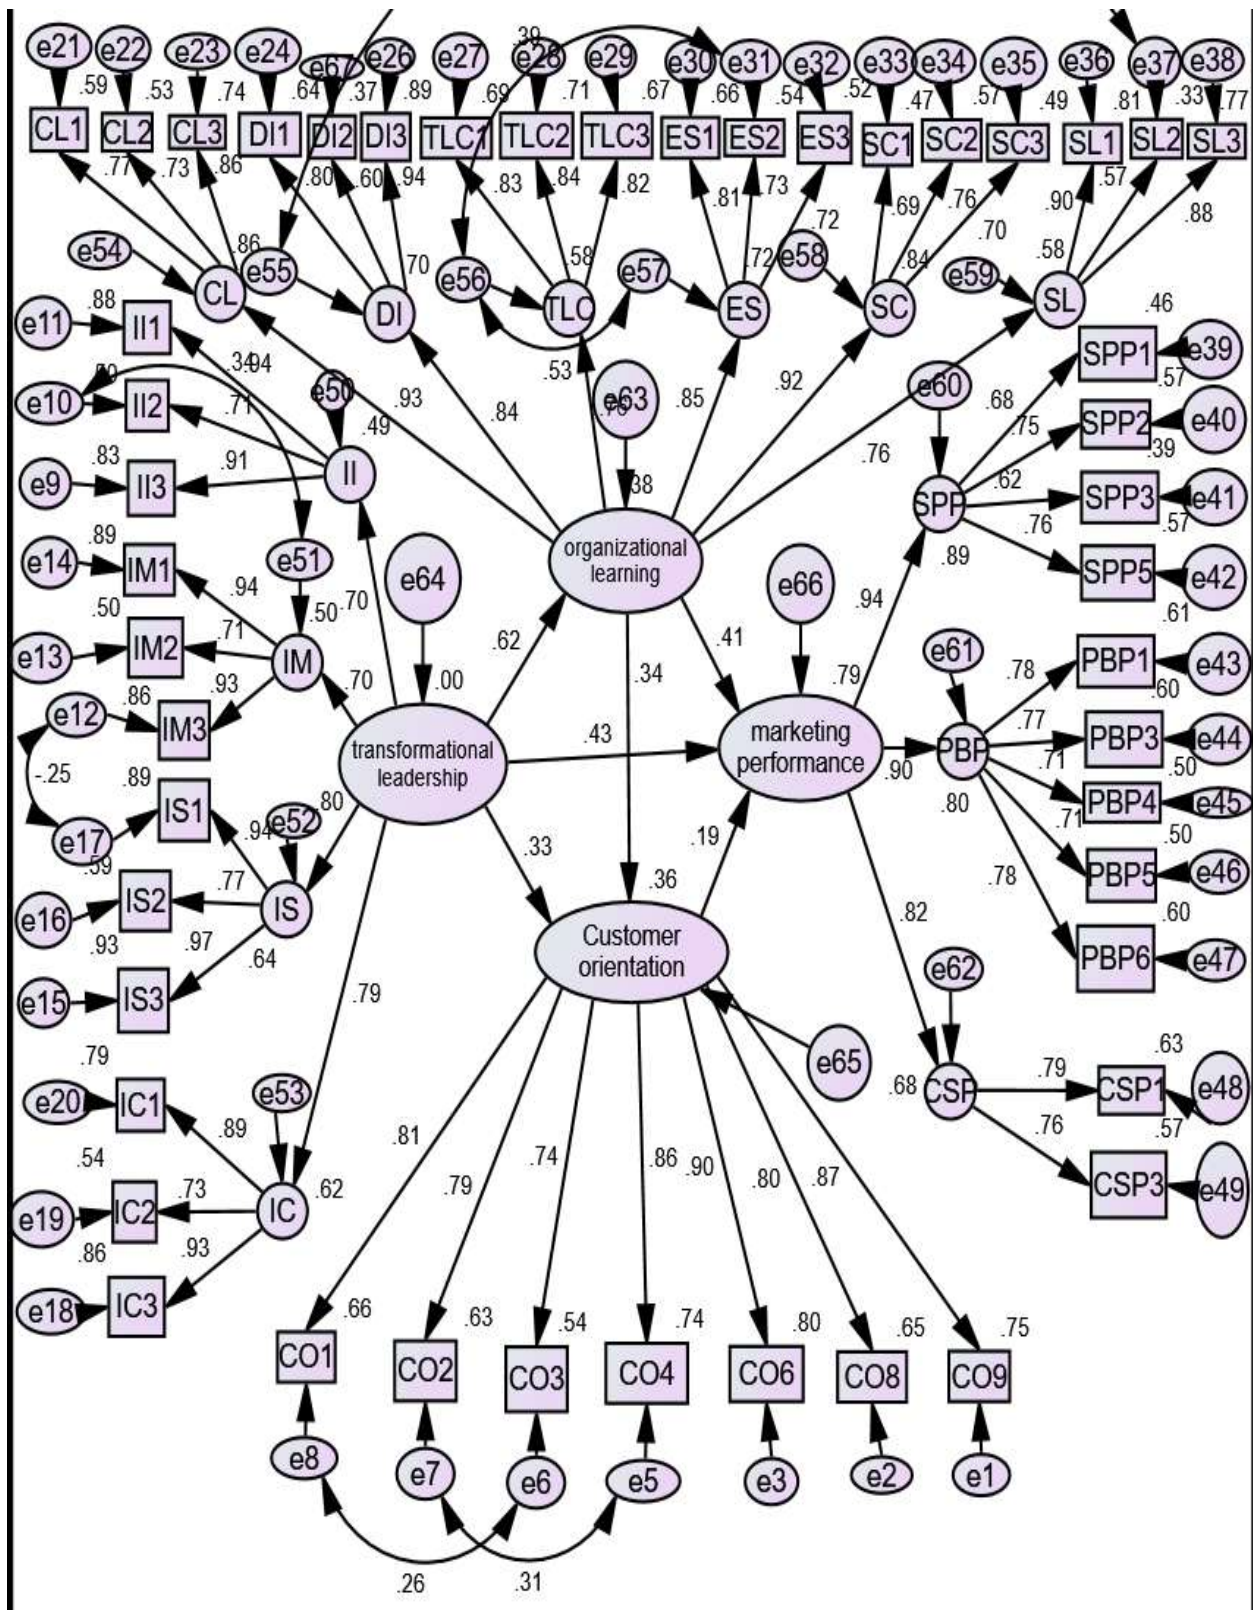 e21 e22 e23 e24 e67 e26 e27 .39 e28 e29 e30 e31 e32 e33 e34 e35 e36 e37 e38
.59 .53 .74 .64 .37 .89 .69 .71 .67 .66 .54 .52 .47 .57 .49 .81 .33 .77
CL1 CL2 CL3 DI1 DI2 DI3 TLC1 TLC2 TLC3 ES1 ES2 ES3 SC1 SC2 SC3 SL1 SL2 SL3
.77 .73 .86 .80 .60 .94 .83 .84 .82 .81 .73 .72 .69 .76 .70 .90 .57 .88
e54 .86 e55 .70 e56 .58 e57 .72 e58 .84 e59 .58
CL DI TLC ES SC SL
e11 .88 II1 .46 SPP1 e39
.34 .94 .53 e63 .57
e10 II2 .71 e50 .49 .93 .84 .85 .92 .76 e60 .68 .75 SPP2 e40
.39
e9 .83 II3 .91 II .38 SPP .62 SPP3 e41
.76 .57
e14 .89 IM1 .94 e51 e64 organizational e66 .89 SPP5 e42
learning
.50 .50 .70 .62 .41 .94 .61
e13 IM2 .71 IM e61 .78 PBP1 e43
.93 .70 .00 .34 .79 .60
e12 .86 IM3 transformational .43 marketing PBP .77 PBP3 e44
leadership performance .90 .71 .50
-.25 .89 IS1 .80 .80 PBP4 e45
e17 .94 e52 .33 .19 .71 .50
.59 IS2 .77 IS .36 .78 PBP5 e46
e16 .93 .97 .64 Customer .82 .60
orientation PBP6 e47
e15 IS3 .79 e62
.79 e65 .63
e20 IC1 e53 .68 CSP .79 CSP1 e48
.89 .81 .79 .74 .86 .90 .80 .87 .76 .57
.54 CSP3 e49
e19 IC2 .73 IC .62
.86 .93
e18 IC3
.66 .63 .54 .74 .80 .65 .75
CO1 CO2 CO3 CO4 CO6 CO8 CO9
e8 e7 e6 e5 e3 e2 e1
.26 .31